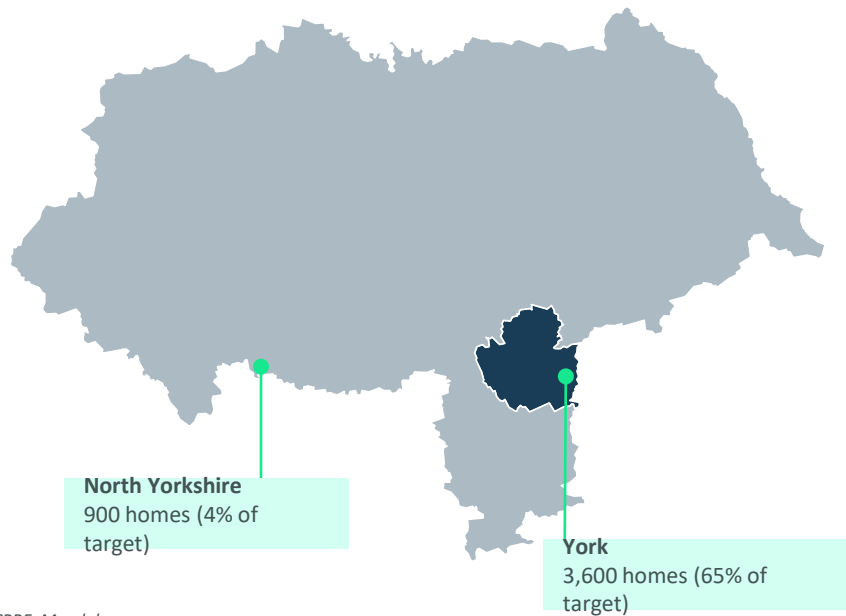 North Yorkshire
900 homes (4% of
target)
York
3,600 homes (65% of
target)